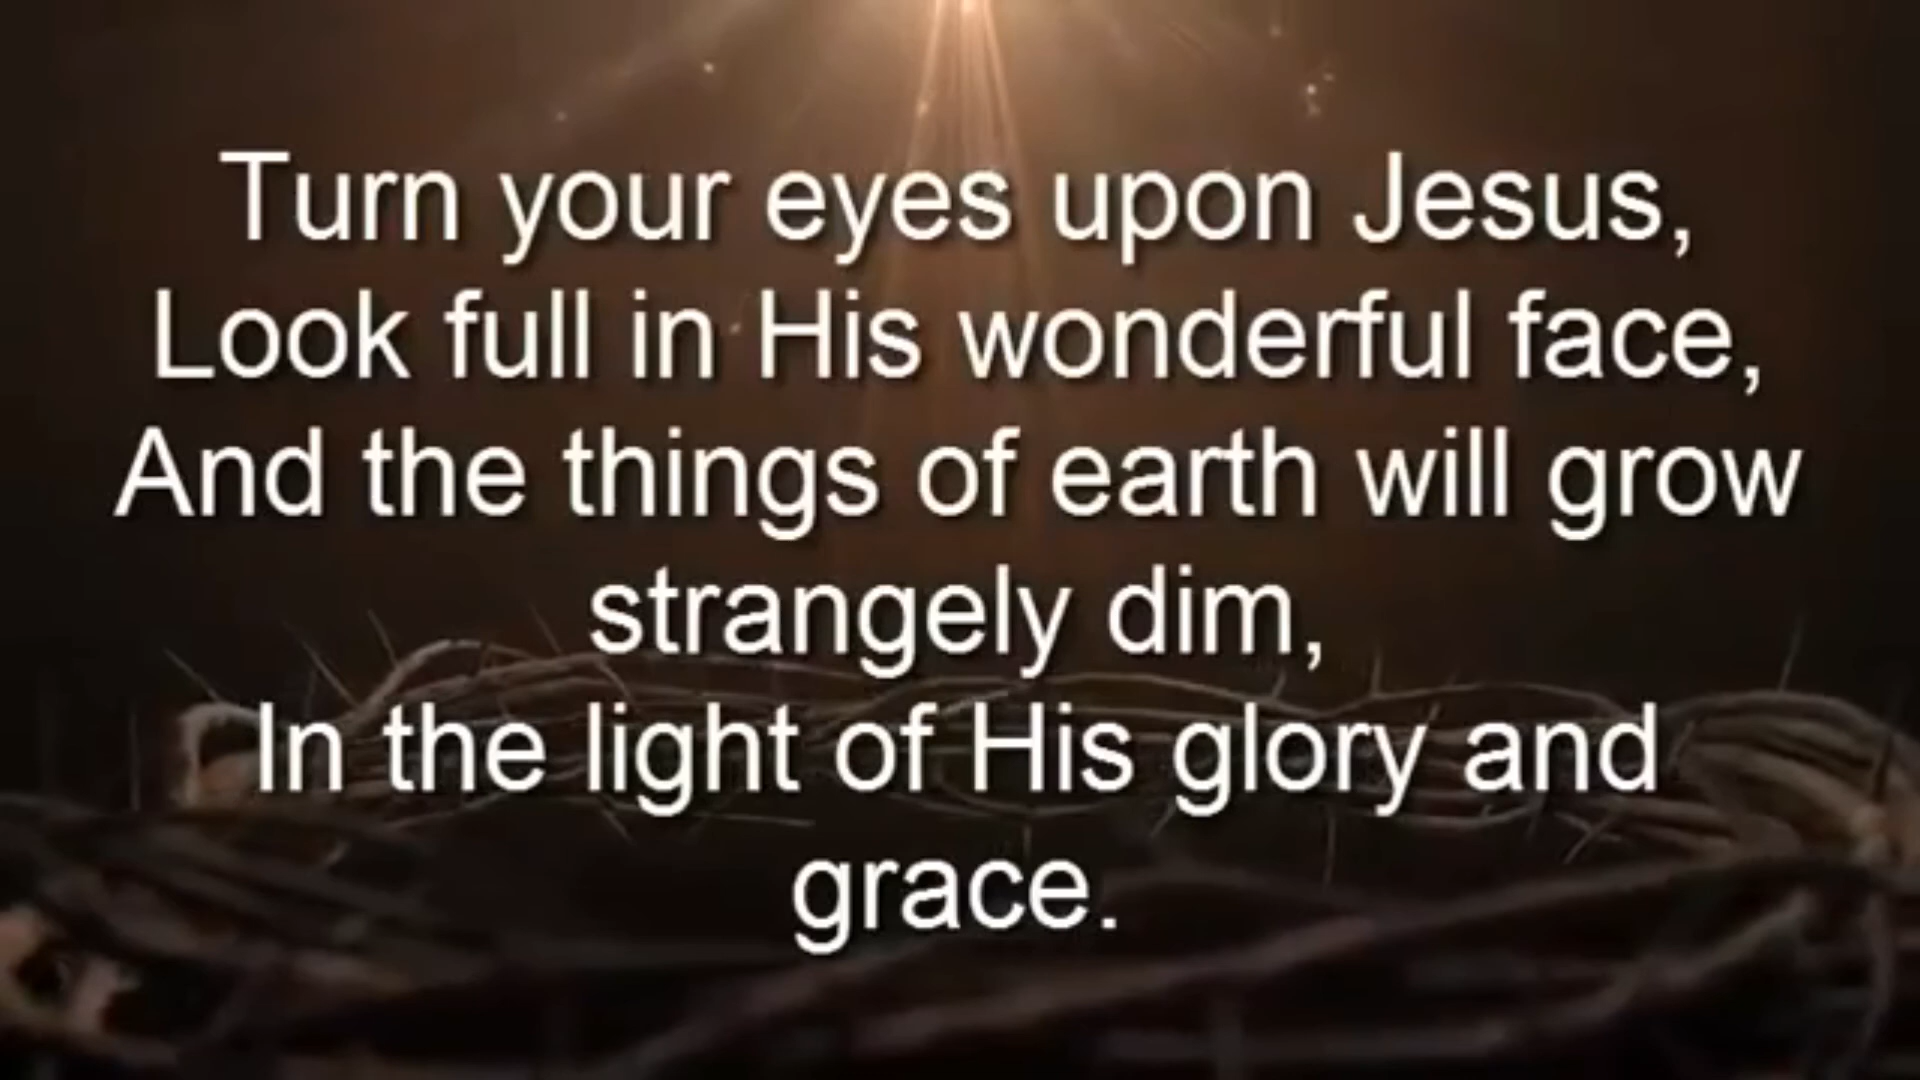 Turn your eyes upon Jesus,
Look full in His wonderful face,
And the things of earth will grow
strangely dim,
In the light of His glory and
grace.